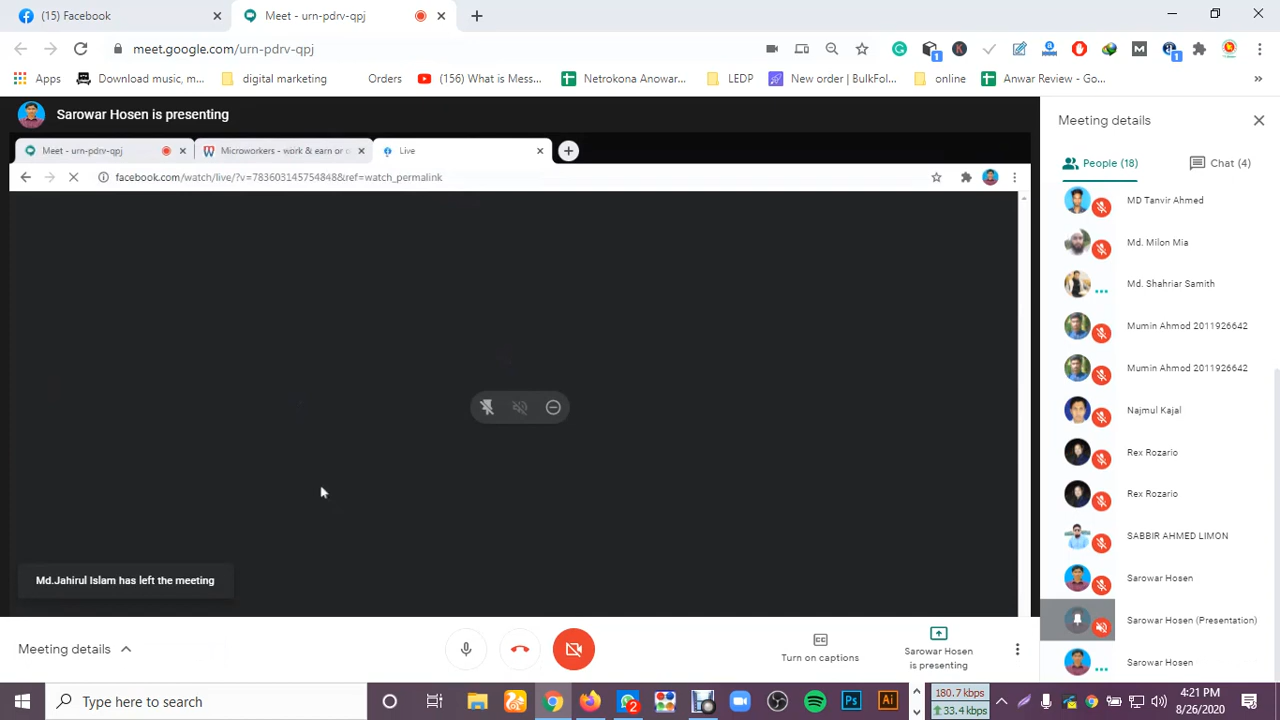 (15) Facebook
Meet - urn-pdrv-qpj
meet.google.com/urn-pdrv-qpj
Apps
Download music, m...
digital marketing
Orders
(156) What is Mess...
Netrokona Anowar...
LEDP
New order | BulkFol...
online
Anwar Review - Go...
»
Sarowar Hosen is presenting
Meeting details
Meet - urn-pdrv-qpj
Microworkers - work & earn or o
Live
People (18)
Chat (4)
facebook.com/watch/live/?v=783603145754848&ref=watch_permalink
MD Tanvir Ahmed
Md. Milon Mia
Md. Shahriar Samith
Mumin Ahmod 2011926642
Mumin Ahmod 2011926642
Najmul Kajal
Rex Rozario
Rex Rozario
SABBIR AHMED LIMON
Sarowar Hosen
Sarowar Hosen (Presentation)
Sarowar Hosen
Md.Jahirul Islam has left the meeting
Meeting details
Turn on captions
Sarowar Hosen
is presenting
Type here to search
180.7 kbps
33.4 kbps
4:21 PM
8/26/2020